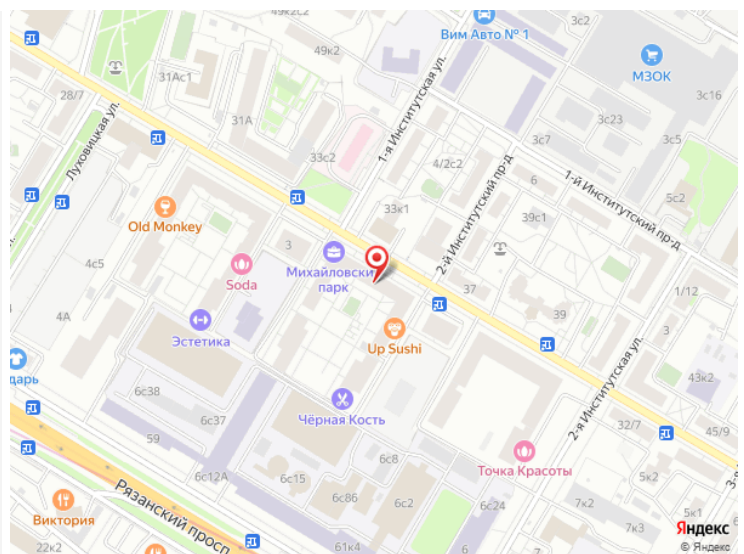 49к2
Вим Авто № 1
МЗОК
31Ас1
3с16
28/7
Луховицкая ул.
31А
1-я Институтская ул.
3с23
3с7
3с5
33с2
4/2с2
2-й Институтский пр-д
6
1-й Институтский пр-д
5с2
33к1
39с1
Old Monkey
3
Михайловский
парк
4с5
Soda
37
1/12
4А
Эстетика
Up Sushi
39
3
2-я Институтская ул.
43к2
дарь
6с38
6с37
Чёрная Кость
59
32/7
45/9
6с12А
6с15
6с8
Точка Красоты
5к2
3-я
6с86
6с2
6с24
7к2
5к1
Виктория
Рязанский просп.
7к3
Яндекс
22к2
61к4
© Яндекс